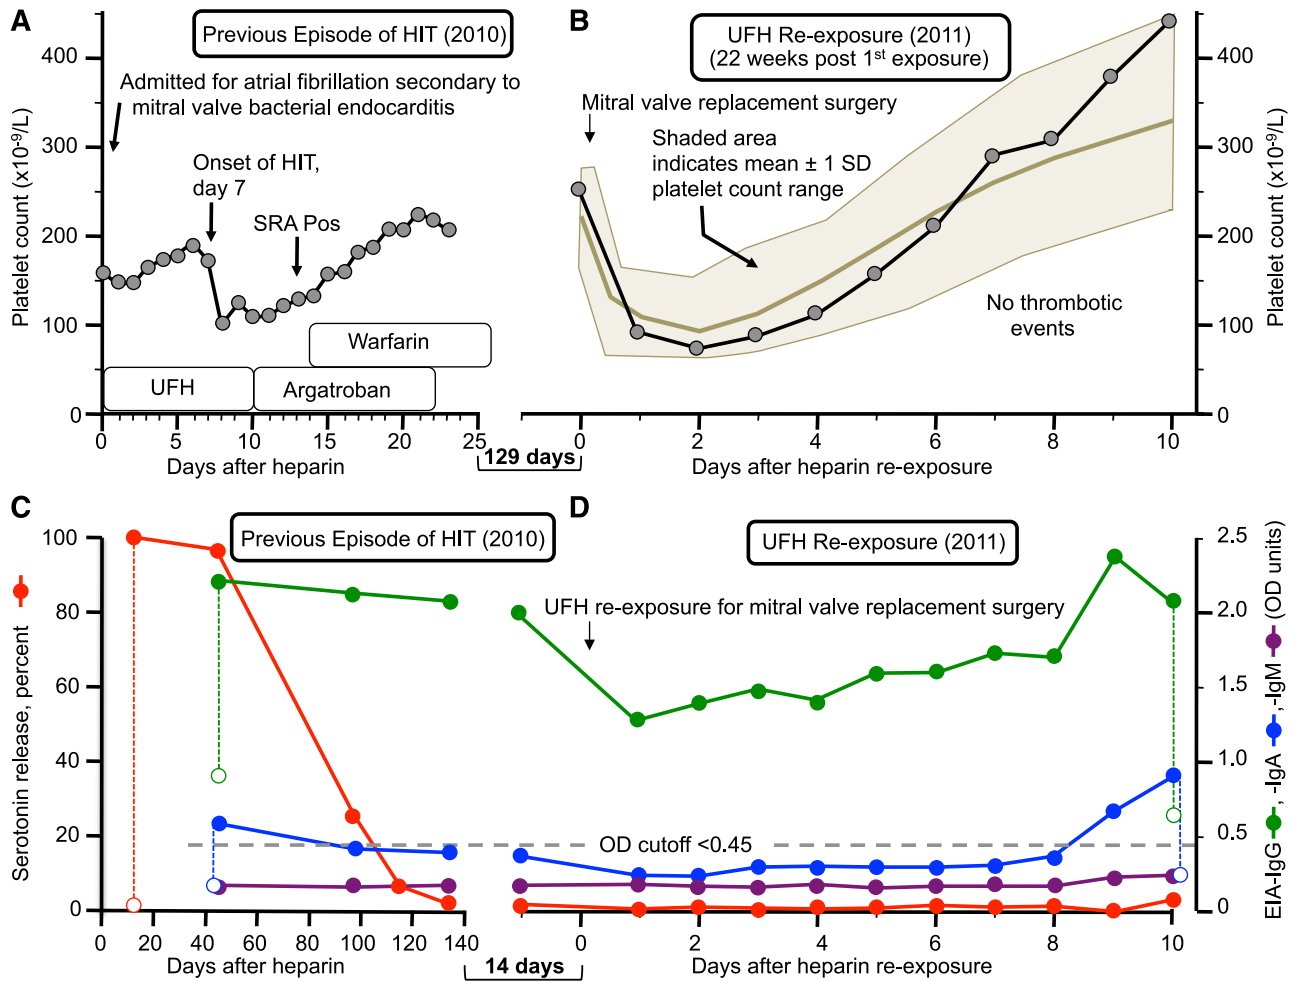 A
Previous Episode of HIT (2010)
Admitted for atrial fibrillation secondary to
mitral valve bacterial endocarditis
Onset of HIT,
day 7
SRA Pos
Warfarin
UFH
Argatroban
Platelet count (x10-9/L)
400
300
200
100
0
0
5
10
15
20
25
Days after heparin
129 days
B
UFH Re-exposure (2011)
(22 weeks post 1st exposure)
Mitral valve replacement surgery
Shaded area
indicates mean ± 1 SD
platelet count range
No thrombotic
events
Platelet count (x10-9/L)
400
300
200
100
0
0
2
4
6
8
10
Days after heparin re-exposure
C
Previous Episode of HIT (2010)
Serotonin release, percent
100
80
60
40
20
0
0
20
40
60
80
100
120
140
Days after heparin
14 days
D
UFH Re-exposure (2011)
UFH re-exposure for mitral valve replacement surgery
OD cutoff <0.45
2.5
2.0
1.5
1.0
0.5
0
EIA-IgG , -IgA , -IgM (OD units)
0
2
4
6
8
10
Days after heparin re-exposure